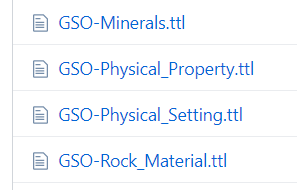 GSO-Minerals.ttl
GSO-Physical_Property.ttl
GSO-Physical_Setting.ttl
GSO-Rock_Material.ttl